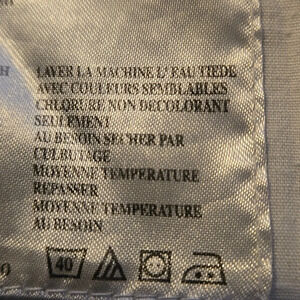 LAVER LA MACHINE L' EAU TIEDE
AVEC COULEURS SEMBLABLES
CHLORURE NON DECOLORANT
SEULEMENT
AU BESOIN SECHER PAR
CULBUTAGE
MOYENNE TEMPERATURE
REPASSER
MOYENNE TEMPERATURE
AU BESOIN
40